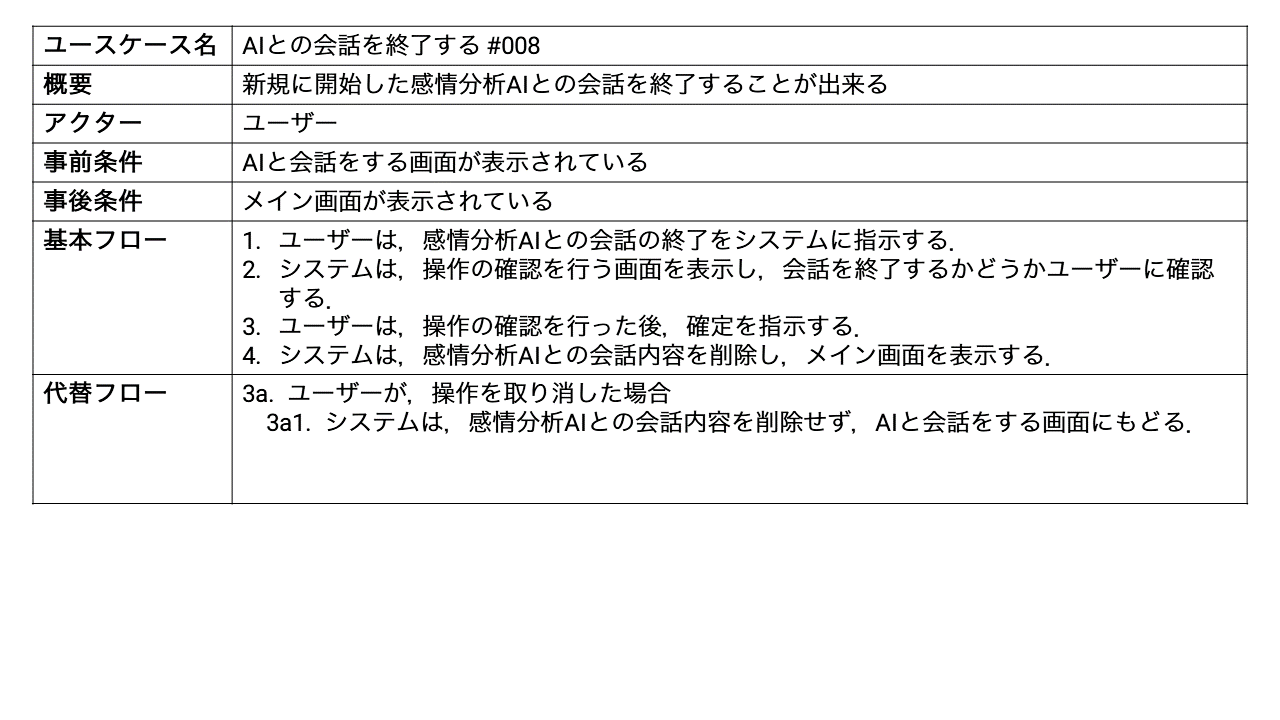 ユースケース名 AIとの会話を終了する #008
概要 新規に開始した感情分析AIとの会話を終了することが出来る
アクター ユーザー
事前条件 AIと会話をする画面が表示されている
事後条件 メイン画面が表示されている
基本フロー 1. ユーザーは，感情分析AIとの会話の終了をシステムに指示する．
2. システムは，操作の確認を行う画面を表示し，会話を終了するかどうかユーザーに確認
する．
3. ユーザーは，操作の確認を行った後，確定を指示する．
4. システムは，感情分析AIとの会話内容を削除し，メイン画面を表示する．
代替フロー 3a. ユーザーが，操作を取り消した場合
3a1. システムは，感情分析AIとの会話内容を削除せず，AIと会話をする画面にもどる．